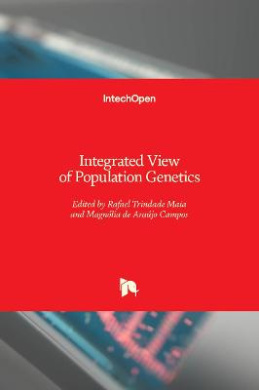 IntechOpen
Integrated View
of Population Genetics
Edited by Rafael Trindade Maia
and Magnólia de Araújo Campos